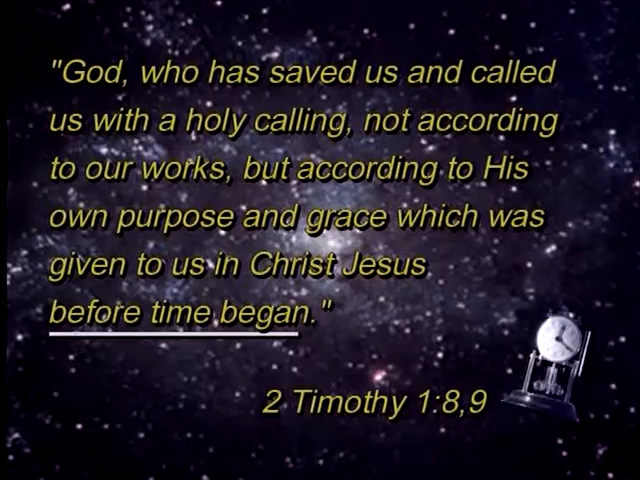 "God, who has saved us and called
us with a holy calling, not according
to our works, but according to His
own purpose and grace which was
given to us in Christ Jesus
before time began."
2 Timothy 1:8,9